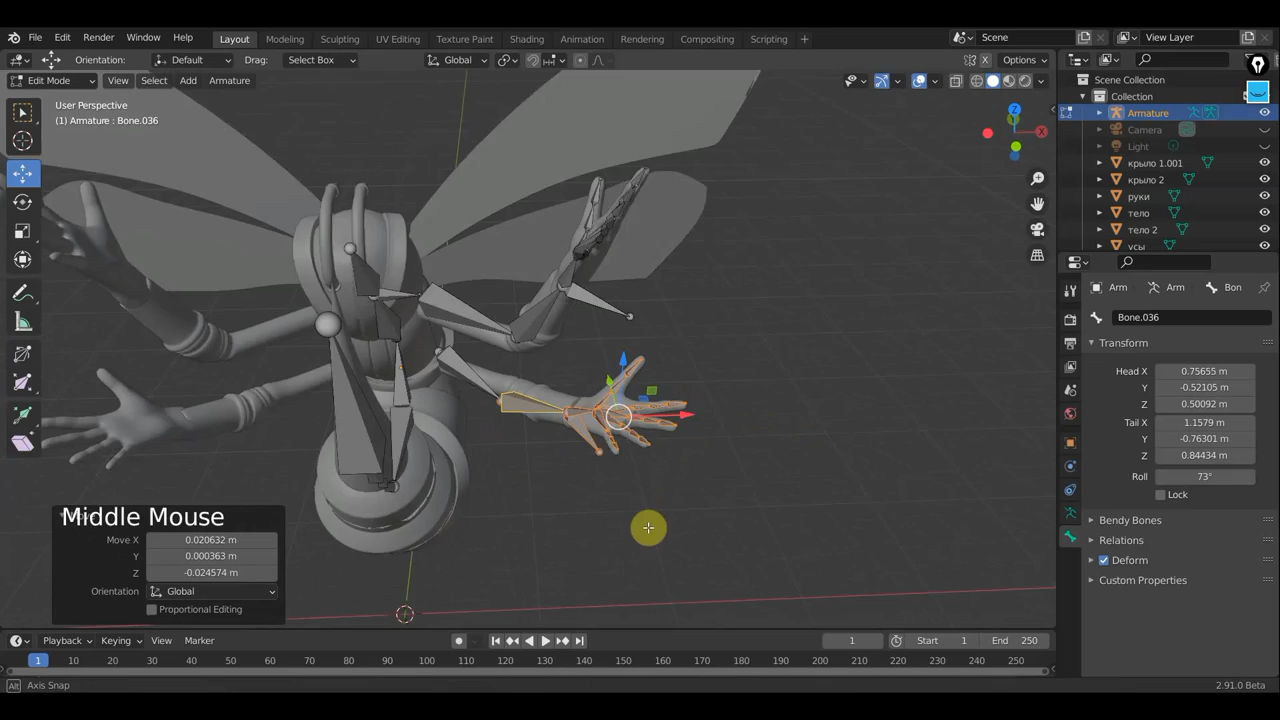 File Edit Render Window Help Layout Modeling Sculpting UV Editing Texture Paint Shading Animation Rendering Compositing Scripting + Scene View Layer
Orientation: Default Drag: Select Box Global Options
Edit Mode View Select Add Armature
User Perspective
(1) Armature : Bone.036
Z
X
Scene Collection
Collection
Armature
Camera
Light
крыло 1.001
крыло 2
руки
тело
тело 2
усы
Arm Arm Bon
Bone.036
Transform
Head X 0.75655 m
Y -0.52105 m
Z 0.50092 m
Tail X 1.1579 m
Y -0.76301 m
Z 0.84434 m
Roll 73°
Lock
Bendy Bones
Relations
Deform
Custom Properties
Middle Mouse
Move X 0.020632 m
Y 0.000363 m
Z -0.024574 m
Orientation Global
Proportional Editing
Playback Keying View Marker 1 Start 1 End 250
1 10 20 30 40 50 60 70 80 90 100 110 120 130 140 150 160 170 180 190 200 210 220 230 240 250
Alt Axis Snap 2.91.0 Beta